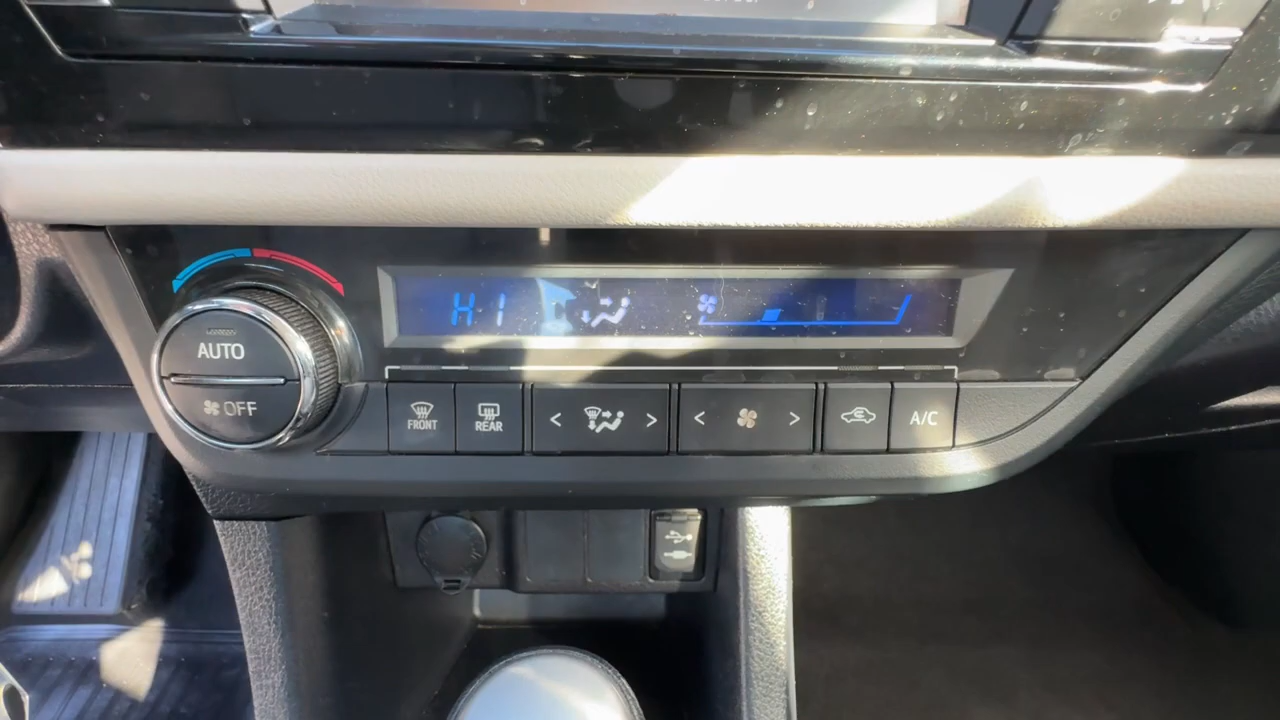 HI
AUTO
OFF
FRONT
REAR
< >
< >
A/C